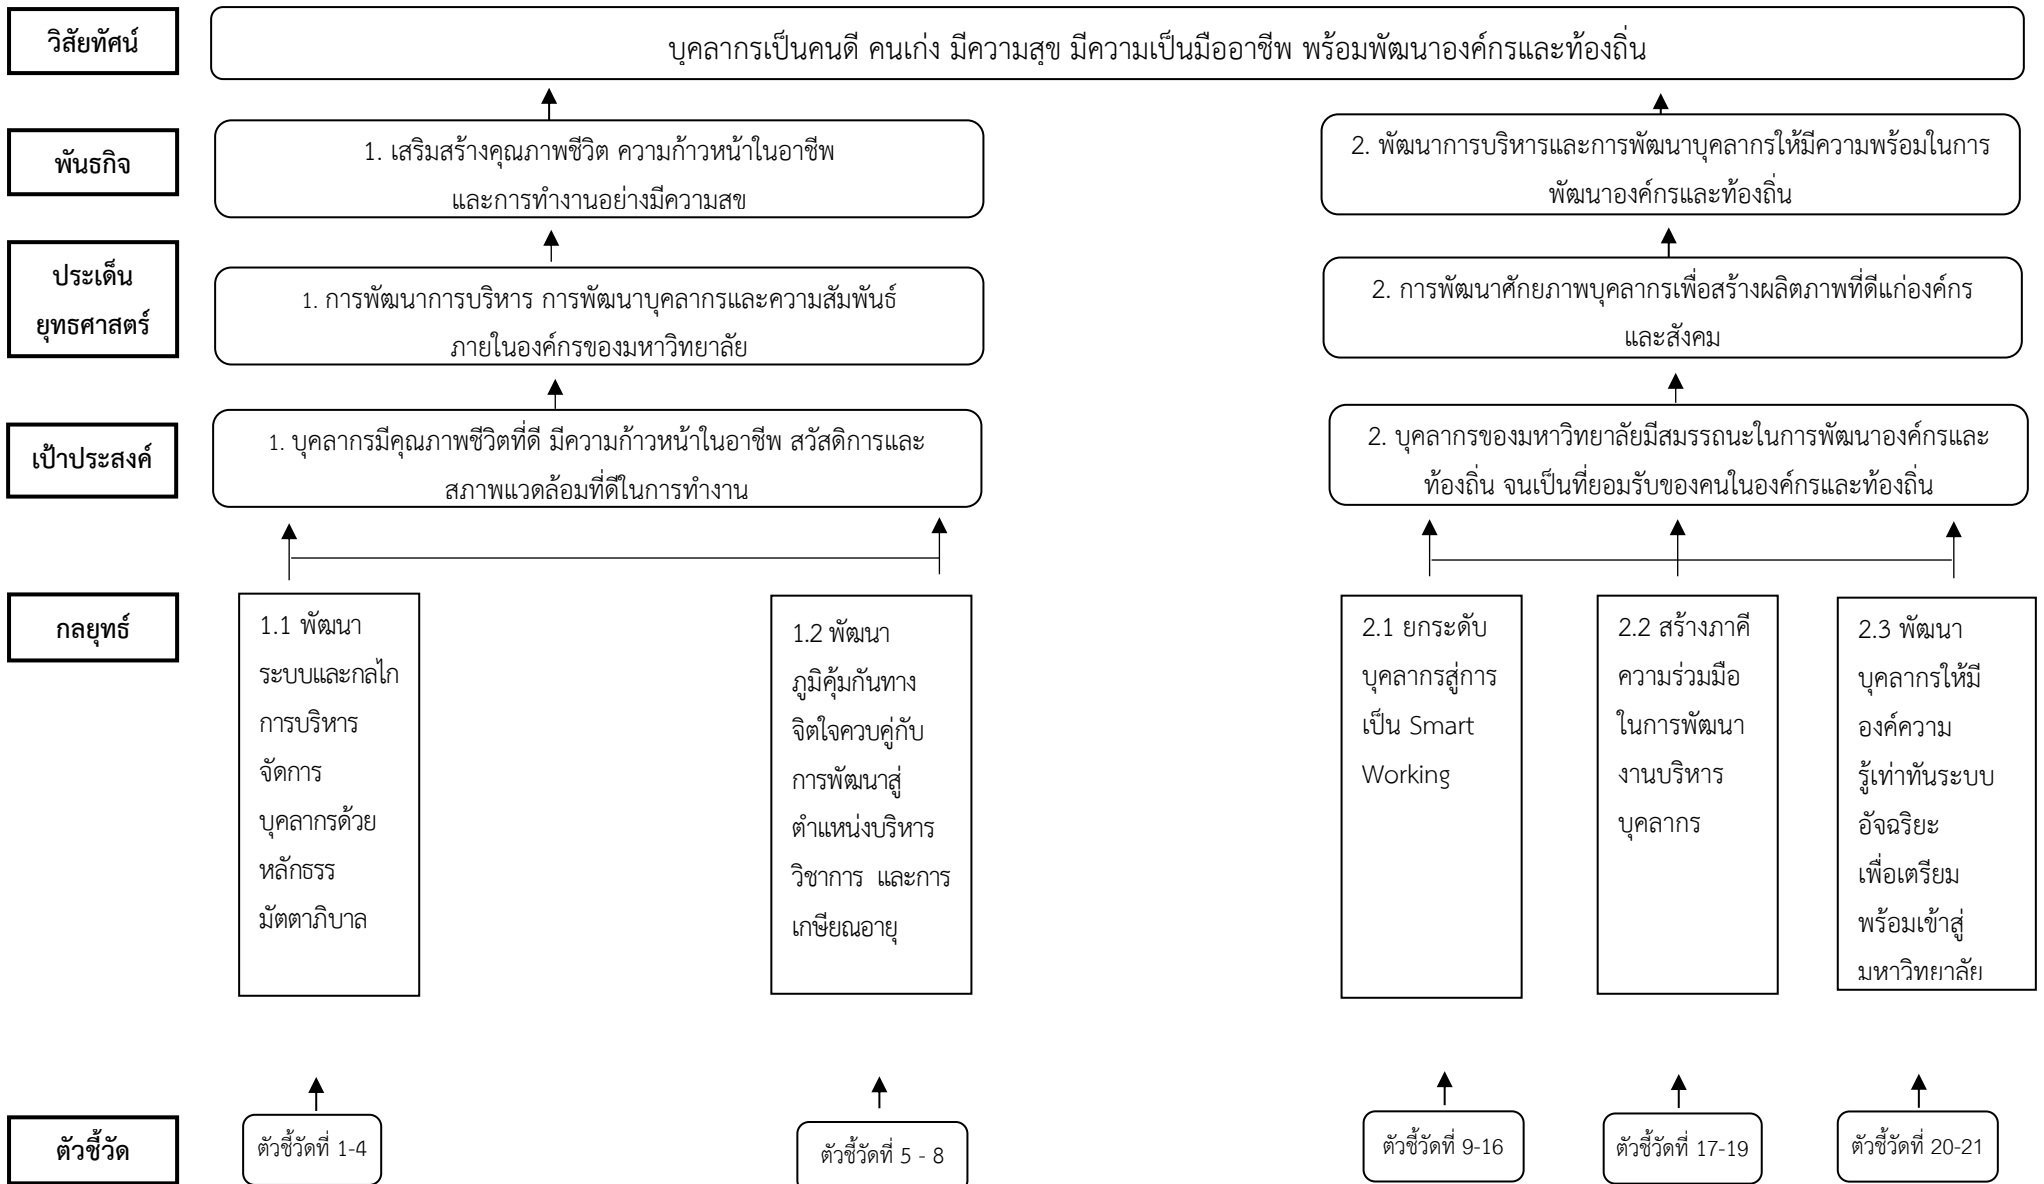 วิสัยทัศน์
บุคลากรเป็นคนดี คนเก่ง มีความสุข มีความเป็นมืออาชีพ พร้อมพัฒนาองค์กรและท้องถิ่น
พันธกิจ
1. เสริมสร้างคุณภาพชีวิต ความก้าวหน้าในอาชีพ
และการทำงานอย่างมีความสข
2. พัฒนาการบริหารและการพัฒนาบุคลากรให้มีความพร้อมในการ
พัฒนาองค์กรและท้องถิ่น
ประเด็น
ยุทธศาสตร์
1. การพัฒนาการบริหาร การพัฒนาบุคลากรและความสัมพันธ์
ภายในองค์กรของมหาวิทยาลัย
2. การพัฒนาศักยภาพบุคลากรเพื่อสร้างผลิตภาพที่ดีแก่องค์กร
และสังคม
เป้าประสงค์
1. บุคลากรมีคุณภาพชีวิตที่ดี มีความก้าวหน้าในอาชีพ สวัสดิการและ
สภาพแวดล้อมที่ดีในการทำงาน
2. บุคลากรของมหาวิทยาลัยมีสมรรถนะในการพัฒนาองค์กรและ
ท้องถิ่น จนเป็นที่ยอมรับของคนในองค์กรและท้องถิ่น
กลยุทธ์
1.1 พัฒนา
ระบบและกลไก
การบริหาร
จัดการ
บุคลากรด้วย
หลักธรร
มัตตาภิบาล
1.2 พัฒนา
ภูมิคุ้มกันทาง
จิตใจควบคู่กับ
การพัฒนาสู่
ตำแหน่งบริหาร
วิชาการ และการ
เกษียณอายุ
2.1 ยกระดับ
บุคลากรสู่การ
เป็น Smart
Working
2.2 สร้างภาคี
ความร่วมมือ
ในการพัฒนา
งานบริหาร
บุคลากร
2.3 พัฒนา
บุคลากรให้มี
องค์ความ
รู้เท่าทันระบบ
อัจฉริยะ
เพื่อเตรียม
พร้อมเข้าสู่
มหาวิทยาลัย
ตัวชี้วัด
ตัวชี้วัดที่ 1-4
ตัวชี้วัดที่ 5 - 8
ตัวชี้วัดที่ 9-16
ตัวชี้วัดที่ 17-19
ตัวชี้วัดที่ 20-21